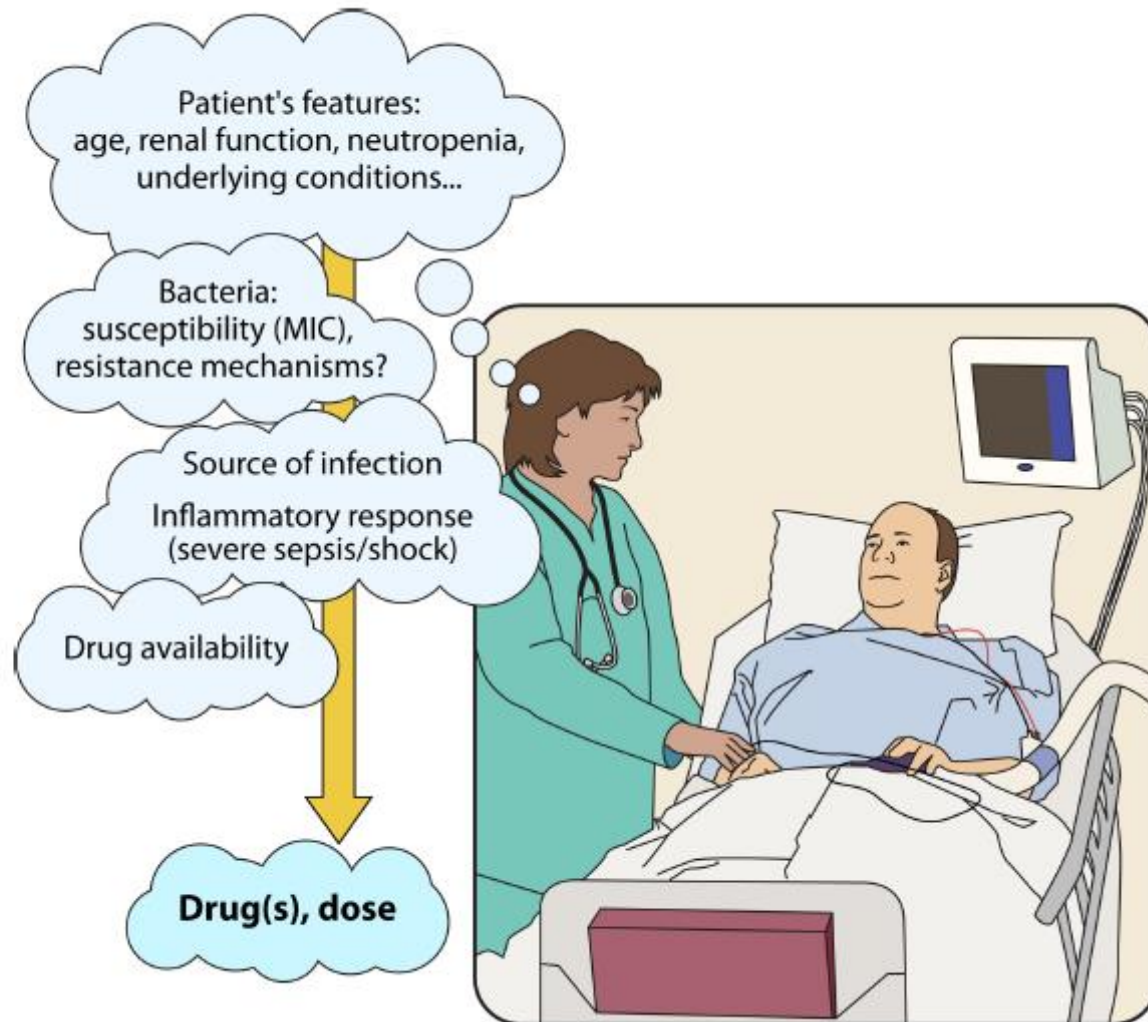 Patient's features:
age, renal function, neutropenia,
underlying conditions...
Bacteria:
susceptibility (MIC),
resistance mechanisms?
Source of infection
Inflammatory response
(severe sepsis/shock)
Drug availability
Drug(s), dose